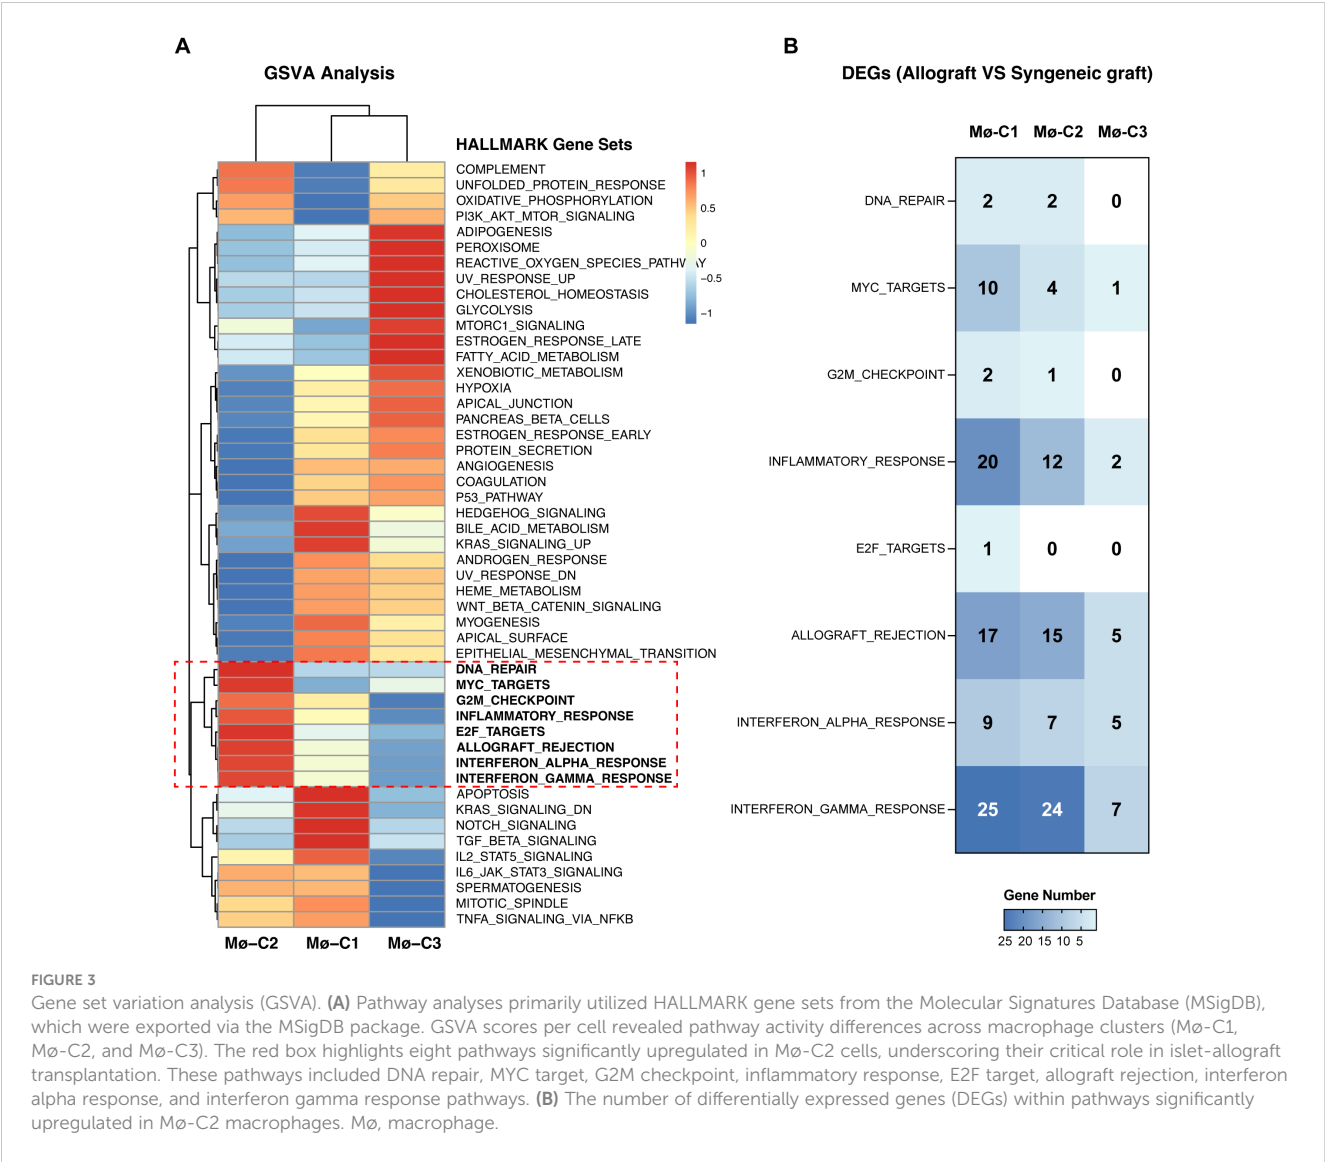 A
GSVA Analysis
HALLMARK Gene Sets
COMPLEMENT
UNFOLDED_PROTEIN_RESPONSE
OXIDATIVE_PHOSPHORYLATION
PI3K_AKT_MTOR_SIGNALING
ADIPOGENESIS
PEROXISOME
REACTIVE_OXYGEN_SPECIES_PATHWAY
UV_RESPONSE_UP
CHOLESTEROL_HOMEOSTASIS
GLYCOLYSIS
MTORC1_SIGNALING
ESTROGEN_RESPONSE_LATE
FATTY_ACID_METABOLISM
XENOBIOTIC_METABOLISM
HYPOXIA
APICAL_JUNCTION
PANCREAS_BETA_CELLS
ESTROGEN_RESPONSE_EARLY
PROTEIN_SECRETION
ANGIOGENESIS
COAGULATION
P53_PATHWAY
HEDGEHOG_SIGNALING
BILE_ACID_METABOLISM
KRAS_SIGNALING_UP
ANDROGEN_RESPONSE
UV_RESPONSE_DN
HEME_METABOLISM
WNT_BETA_CATENIN_SIGNALING
MYOGENESIS
APICAL_SURFACE
EPITHELIAL_MESENCHYMAL_TRANSITION
DNA_REPAIR
MYC_TARGETS
G2M_CHECKPOINT
INFLAMMATORY_RESPONSE
E2F_TARGETS
ALLOGRAFT_REJECTION
INTERFERON_ALPHA_RESPONSE
INTERFERON_GAMMA_RESPONSE
APOPTOSIS
KRAS_SIGNALING_DN
NOTCH_SIGNALING
TGF_BETA_SIGNALING
IL2_STAT5_SIGNALING
IL6_JAK_STAT3_SIGNALING
SPERMATOGENESIS
MITOTIC_SPINDLE
TNFA_SIGNALING_VIA_NFKB
1
0.5
0
−0.5
−1
Mø–C2 Mø–C1 Mø–C3
B
DEGs (Allograft VS Syngeneic graft)
Mø-C1 Mø-C2 Mø-C3
DNA_REPAIR 2 2 0
MYC_TARGETS 10 4 1
G2M_CHECKPOINT 2 1 0
INFLAMMATORY_RESPONSE 20 12 2
E2F_TARGETS 1 0 0
ALLOGRAFT_REJECTION 17 15 5
INTERFERON_ALPHA_RESPONSE 9 7 5
INTERFERON_GAMMA_RESPONSE 25 24 7
Gene Number
25 20 15 10 5
FIGURE 3
Gene set variation analysis (GSVA). (A) Pathway analyses primarily utilized HALLMARK gene sets from the Molecular Signatures Database (MSigDB),
which were exported via the MSigDB package. GSVA scores per cell revealed pathway activity differences across macrophage clusters (Mø-C1,
Mø-C2, and Mø-C3). The red box highlights eight pathways significantly upregulated in Mø-C2 cells, underscoring their critical role in islet-allograft
transplantation. These pathways included DNA repair, MYC target, G2M checkpoint, inflammatory response, E2F target, allograft rejection, interferon
alpha response, and interferon gamma response pathways. (B) The number of differentially expressed genes (DEGs) within pathways significantly
upregulated in Mø-C2 macrophages. Mø, macrophage.